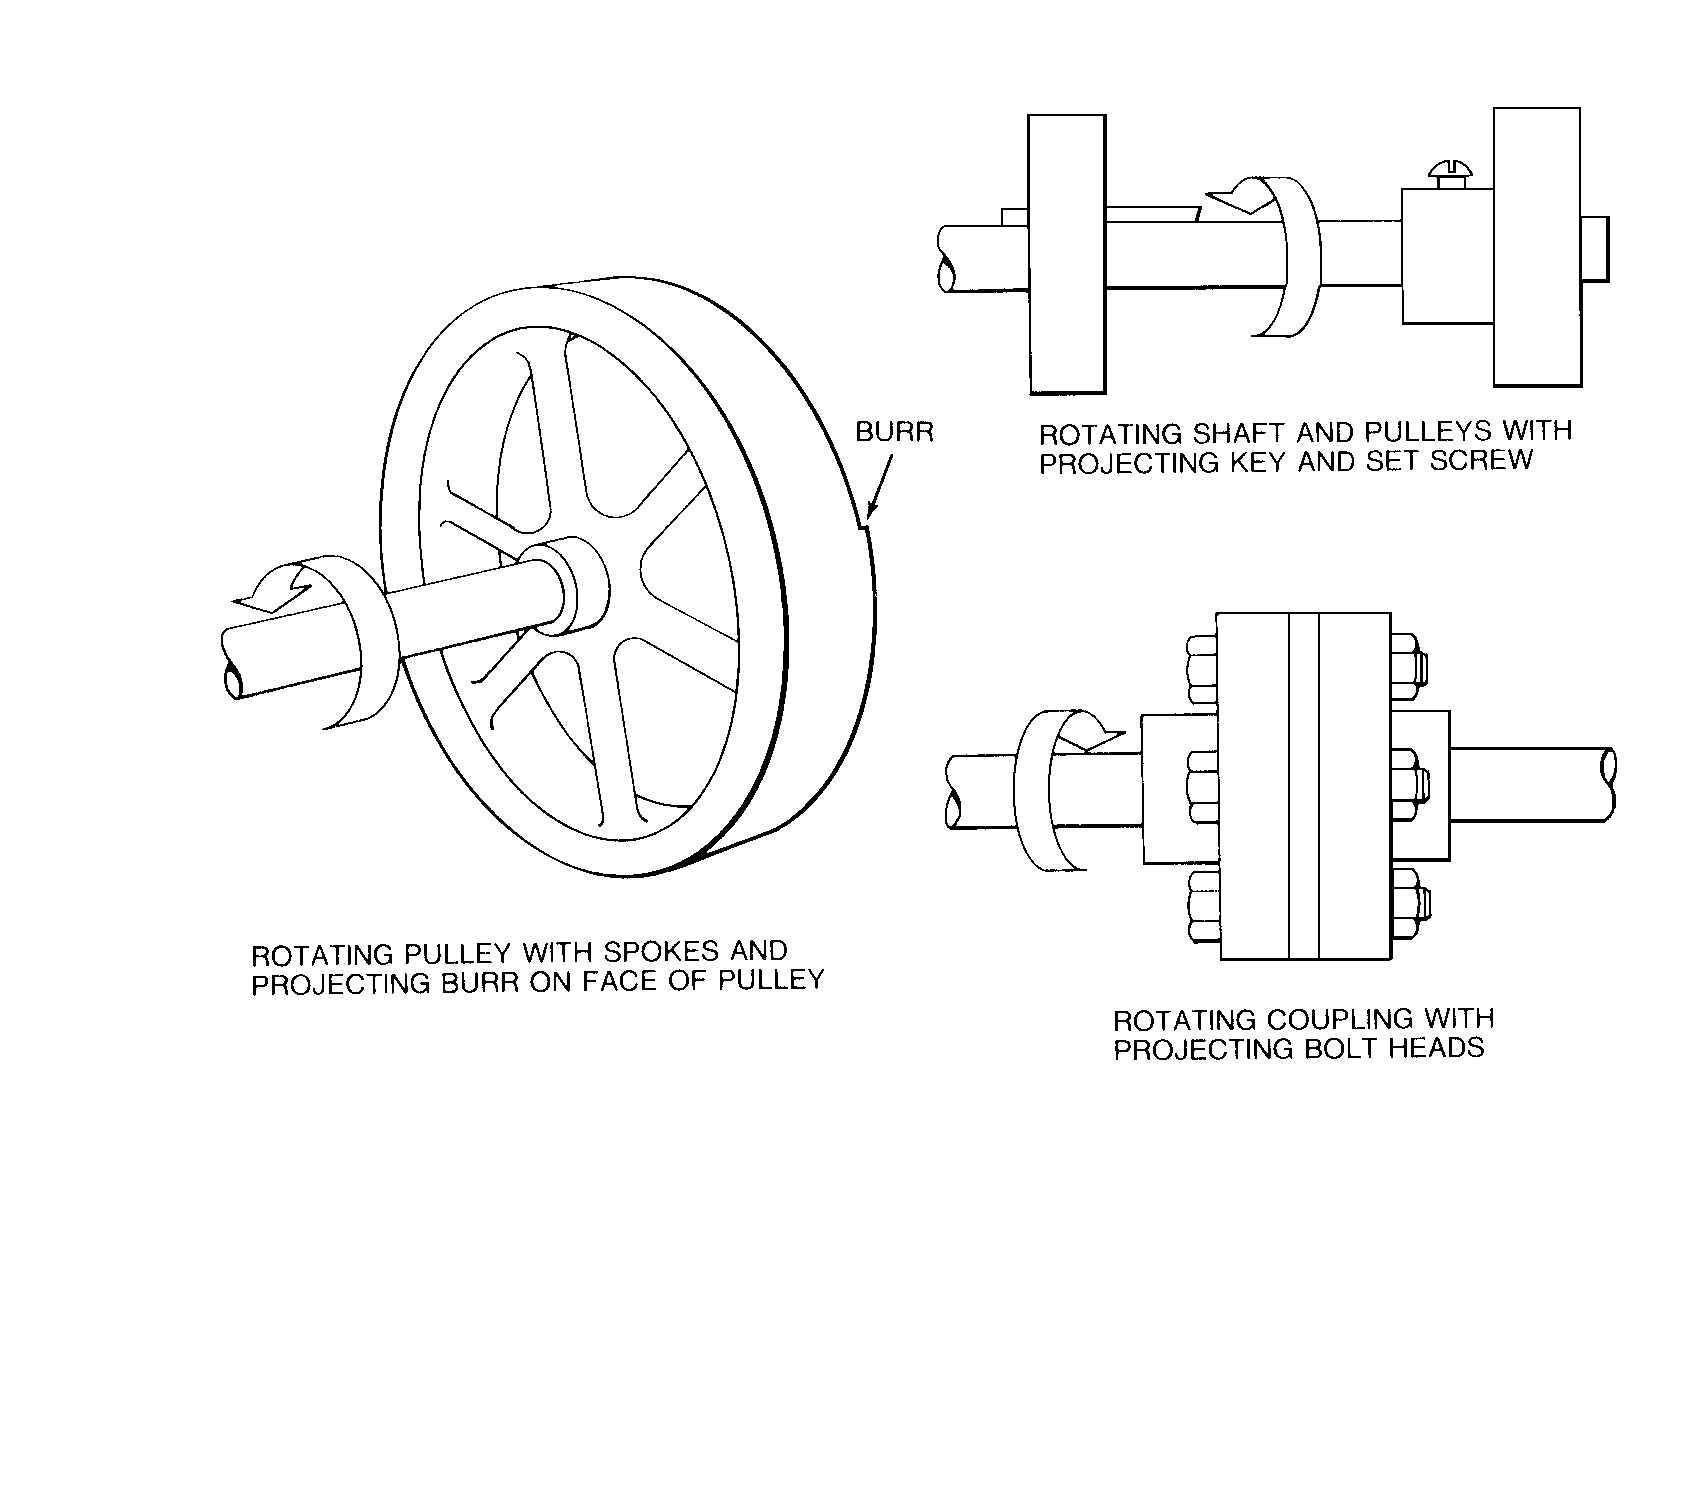 BURR
ROTATING SHAFT AND PULLEYS WITH
PROJECTING KEY AND SET SCREW
ROTATING PULLEY WITH SPOKES AND
PROJECTING BURR ON FACE OF PULLEY
ROTATING COUPLING WITH
PROJECTING BOLT HEADS